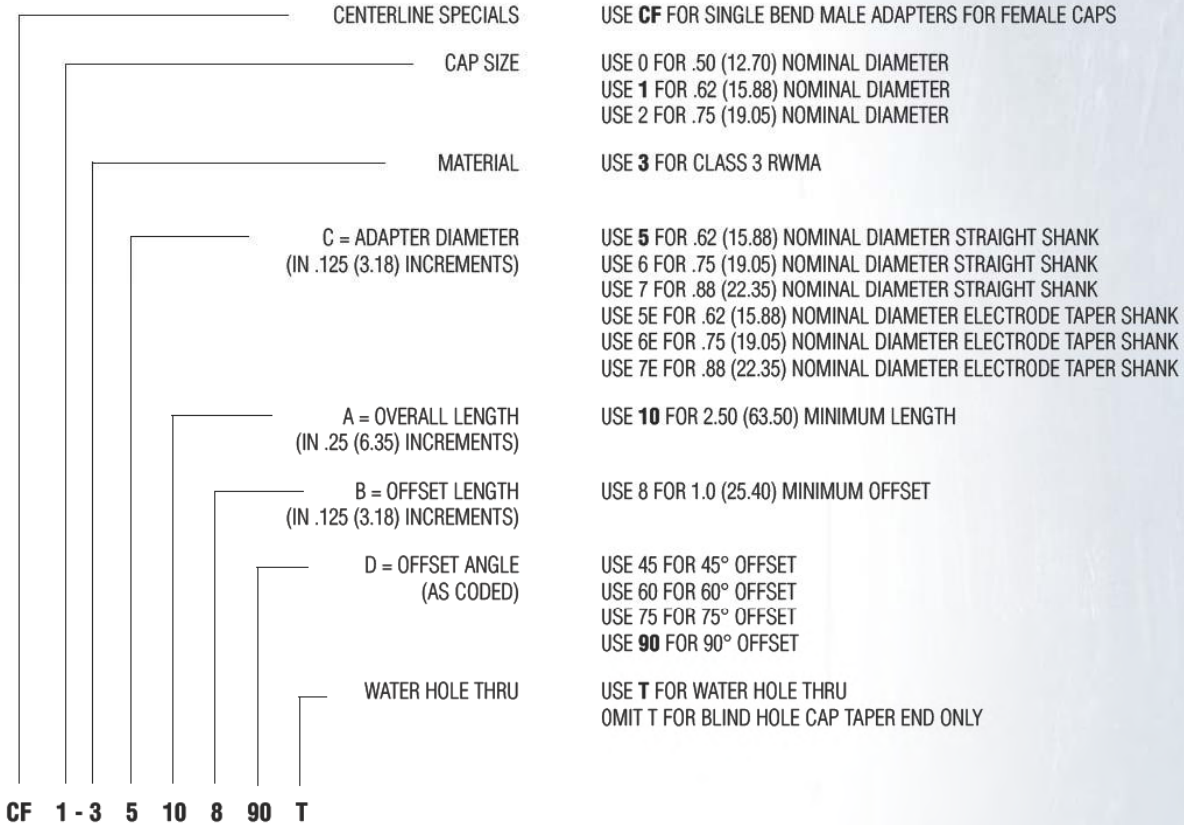 CENTERLINE SPECIALS USE CF FOR SINGLE BEND MALE ADAPTERS FOR FEMALE CAPS
CAP SIZE USE 0 FOR .50 (12.70) NOMINAL DIAMETER
USE 1 FOR .62 (15.88) NOMINAL DIAMETER
USE 2 FOR .75 (19.05) NOMINAL DIAMETER
MATERIAL USE 3 FOR CLASS 3 RWMA
C = ADAPTER DIAMETER USE 5 FOR .62 (15.88) NOMINAL DIAMETER STRAIGHT SHANK
(IN .125 (3.18) INCREMENTS) USE 6 FOR .75 (19.05) NOMINAL DIAMETER STRAIGHT SHANK
USE 7 FOR .88 (22.35) NOMINAL DIAMETER STRAIGHT SHANK
USE 5E FOR .62 (15.88) NOMINAL DIAMETER ELECTRODE TAPER SHANK
USE 6E FOR .75 (19.05) NOMINAL DIAMETER ELECTRODE TAPER SHANK
USE 7E FOR .88 (22.35) NOMINAL DIAMETER ELECTRODE TAPER SHANK
A = OVERALL LENGTH USE 10 FOR 2.50 (63.50) MINIMUM LENGTH
(IN .25 (6.35) INCREMENTS)
B = OFFSET LENGTH USE 8 FOR 1.0 (25.40) MINIMUM OFFSET
(IN .125 (3.18) INCREMENTS)
D = OFFSET ANGLE USE 45 FOR 45° OFFSET
(AS CODED) USE 60 FOR 60° OFFSET
USE 75 FOR 75° OFFSET
USE 90 FOR 90° OFFSET
WATER HOLE THRU USE T FOR WATER HOLE THRU
OMIT T FOR BLIND HOLE CAP TAPER END ONLY
CF 1 - 3 5 10 8 90 T